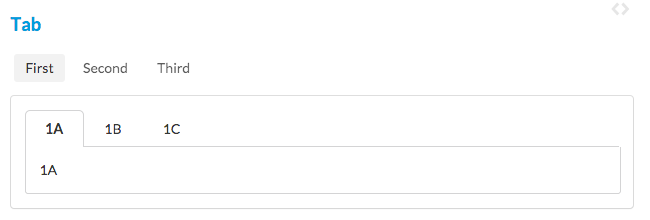 Tab
First Second Third
1A 1B 1C
1A